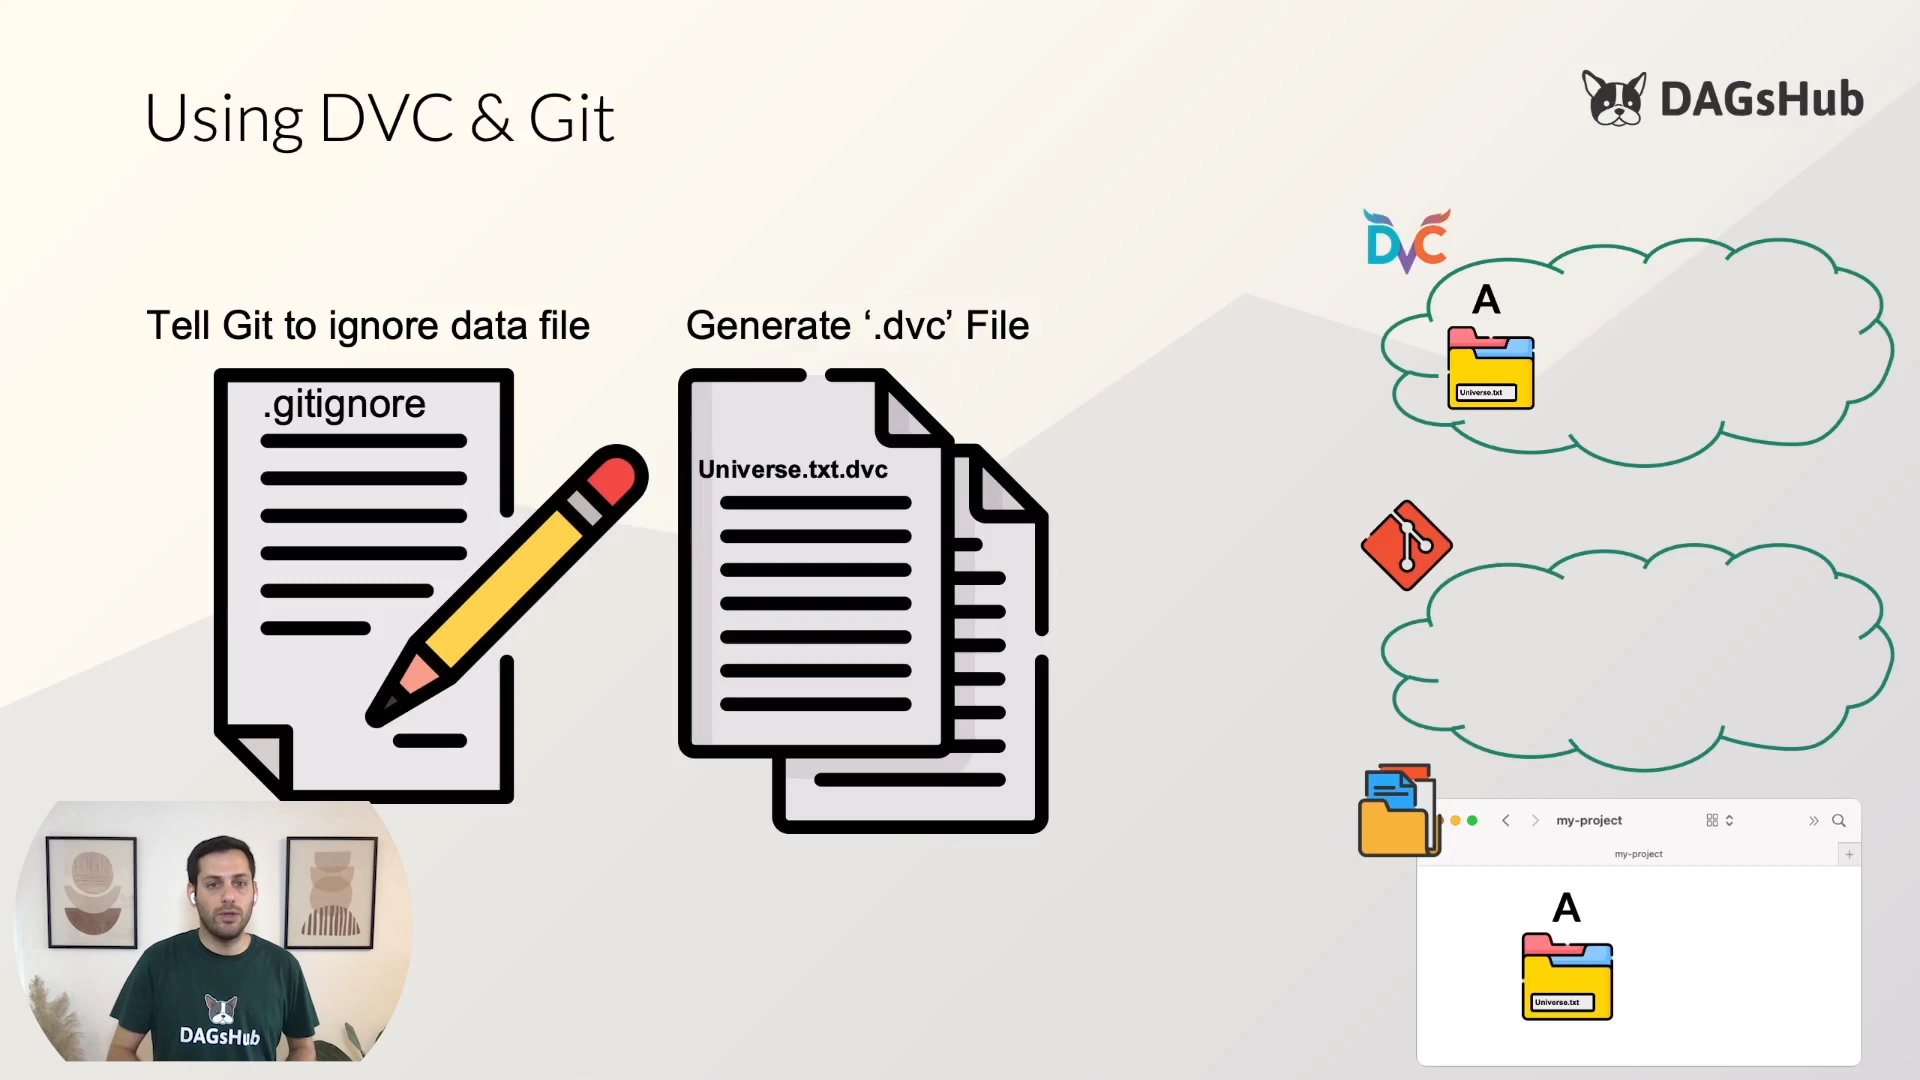 Using DVC & Git
DAGsHub
DVC
A
Universe.txt
Tell Git to ignore data file
Generate ‘.dvc’ File
.gitignore
Universe.txt.dvc
my-project
my-project
A
Universe.txt
DAGsHub